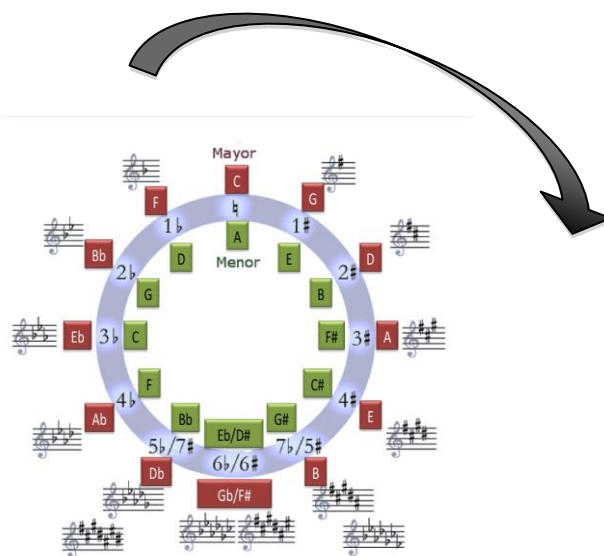 Mayor
C
F
G
♮
1♭
1♯
A
D
E
Menor
Bb
D
2♭
2♯
G
B
Eb
3♭
C
F#
3♯
A
F
C#
4♭
4♯
Ab
Bb
G#
E
Eb/D#
5♭/7♯
7♭/5♯
6♭/6♯
Db
B
Gb/F#